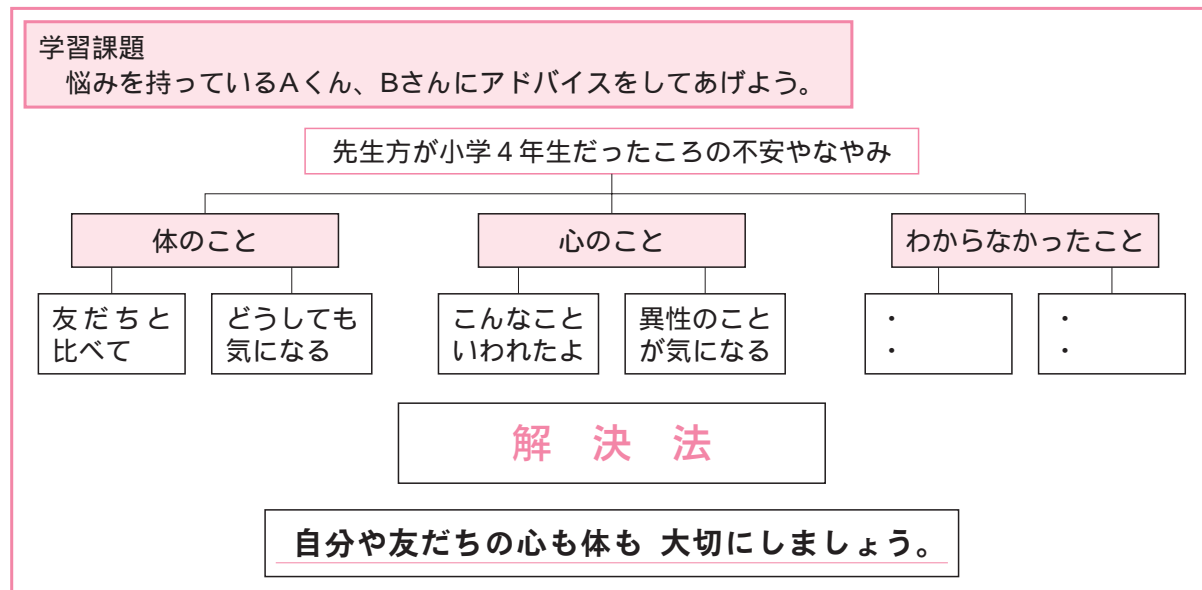 学習課題
悩みを持っているAくん、Bさんにアドバイスをしてあげよう。
先生方が小学4年生だったころの不安やなやみ
体のこと
心のこと
わからなかったこと
友だちと
比べて
どうしても
気になる
こんなこと
いわれたよ
異性のこと
が気になる
・
・
・
・
解決法
自分や友だちの心も体も 大切にしましょう。